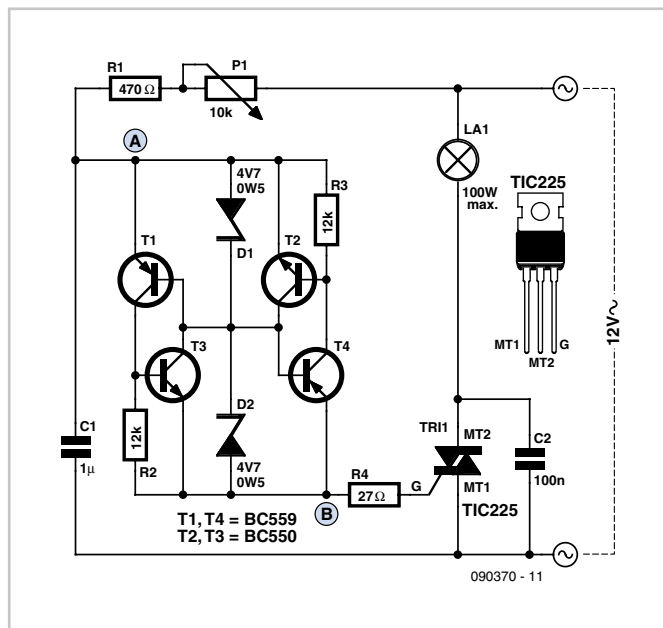 R1
470 Ω
P1
10k
A
LA1
100W
max.
TIC225
MT1
MT2
G
12V~
4V7
0W5
D1
R3
12k
T1
T2
T3
T4
D2
4V7
0W5
C1
1µ
12k
R2
R4
27Ω
G
B
TRI1
MT2
MT1
TIC225
C2
100n
T1, T4 = BC559
T2, T3 = BC550
090370 - 11